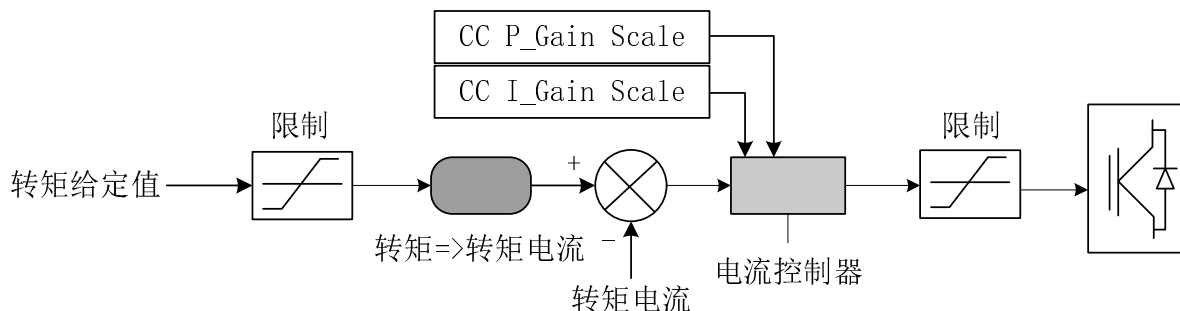 CC P_Gain Scale
CC I_Gain Scale
限制
限制
转矩给定值
+
转矩=>转矩电流
-
电流控制器
转矩电流